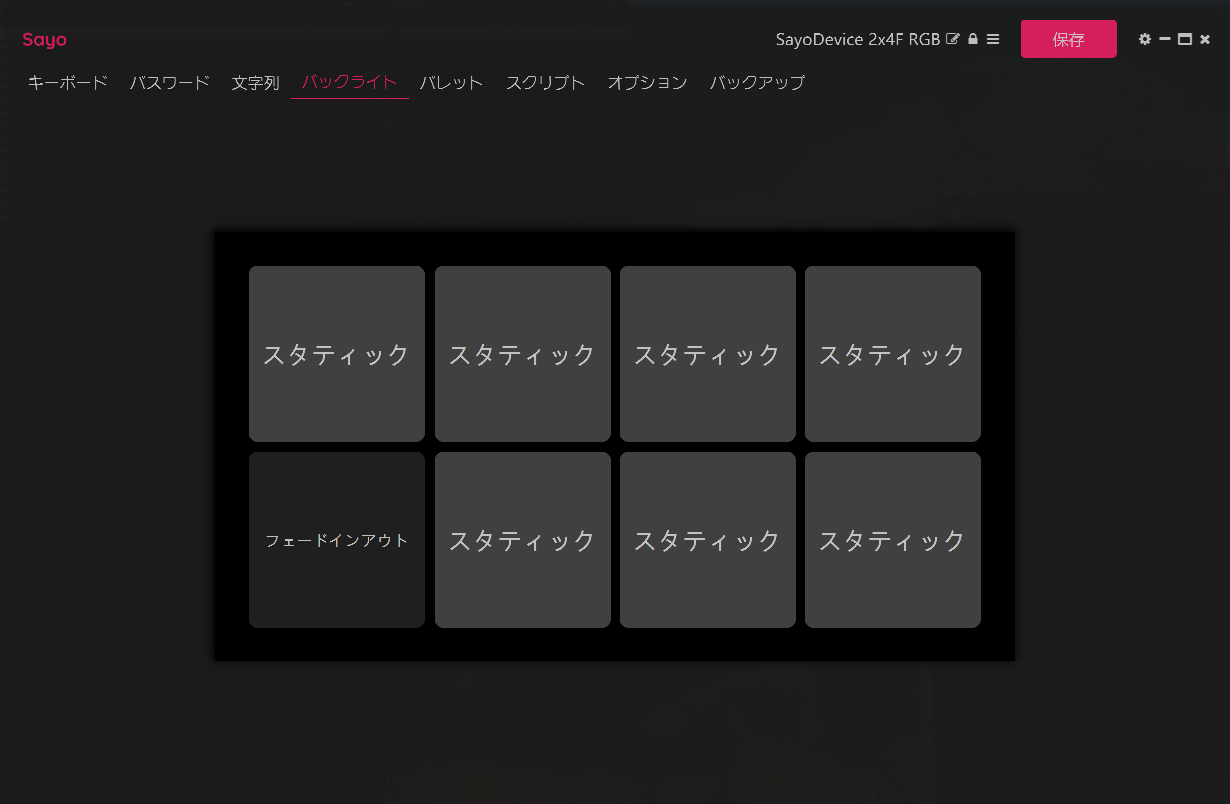 Sayo
SayoDevice 2x4F RGB
保存
キーボード パスワード 文字列 バックライト パレット スクリプト オプション バックアップ
スタティック スタティック スタティック スタティック
フェードインアウト スタティック スタティック スタティック